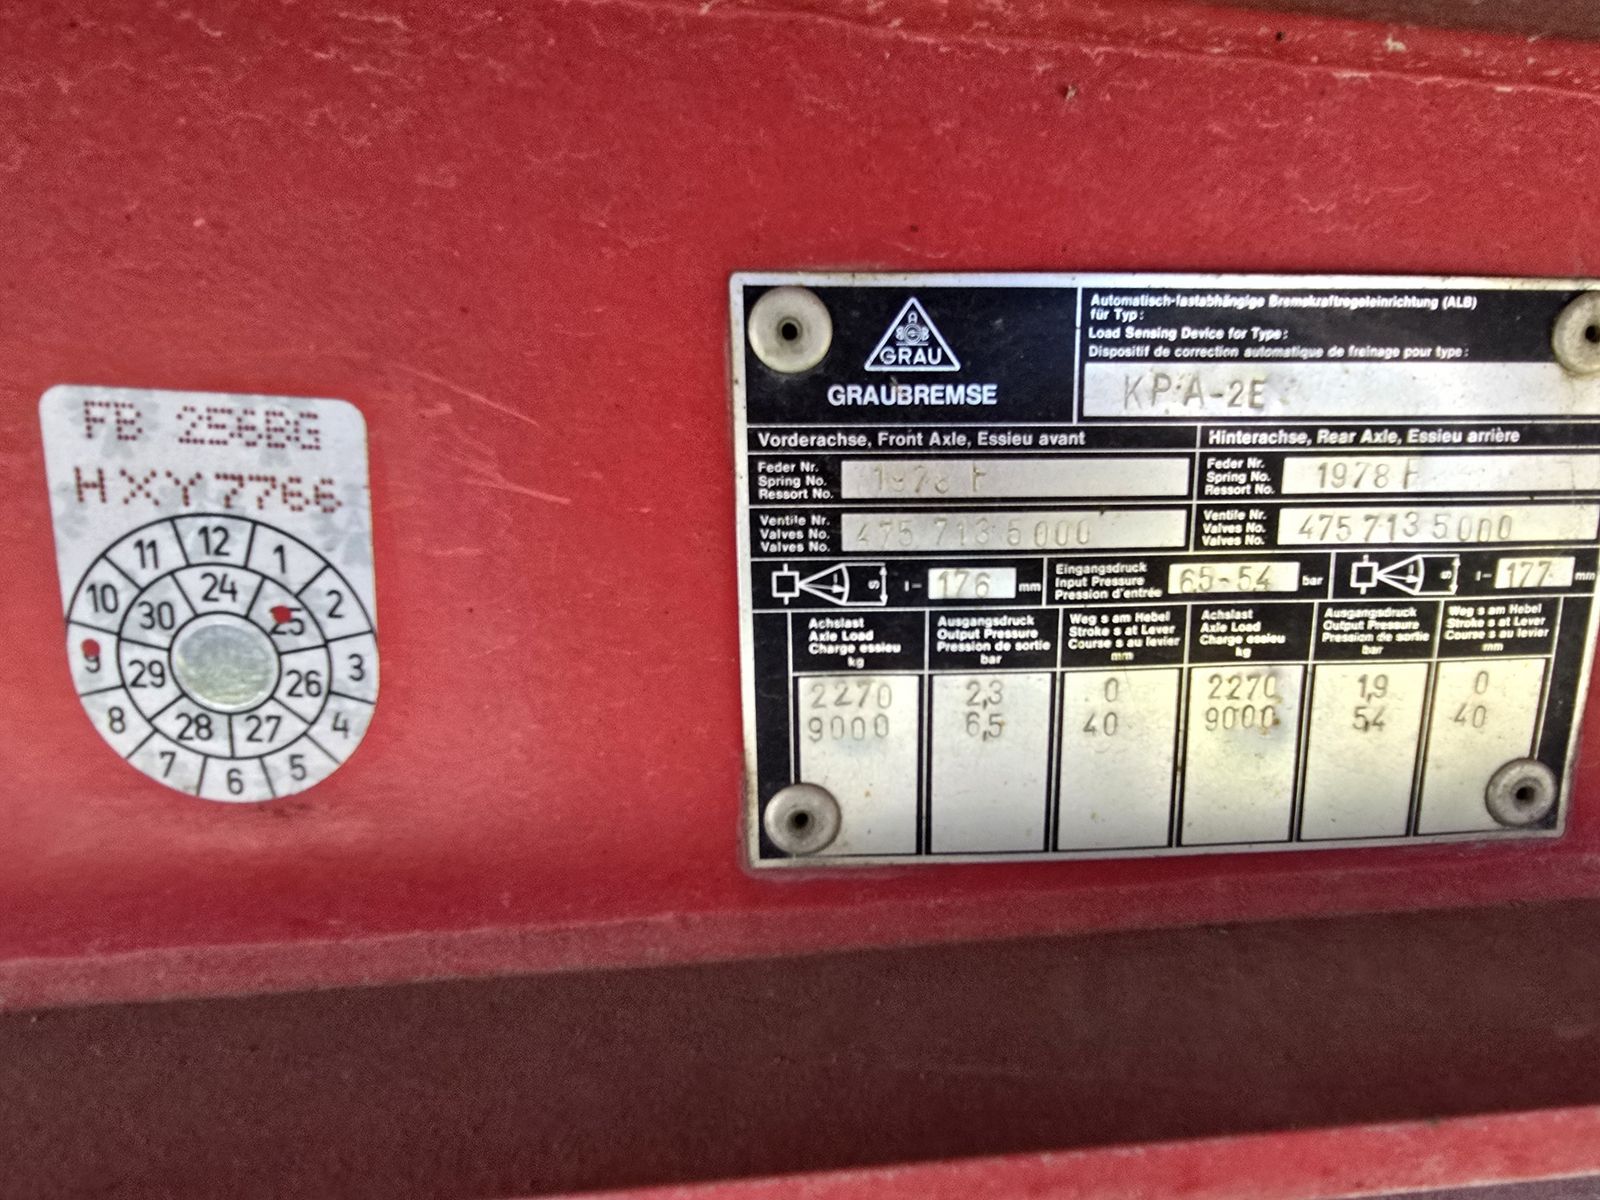 FB 256BG
HXY7766
12
1
2
3
4
5
6
7
8
9
10
11
24
25
26
27
28
29
30
A
GRAU
GRAUBREMSE
Automatisch-lastabhängige Bremskraftregeleinrichtung (ALB)
für Typ:
Load Sensing Device for Type:
Dispositif de correction automatique de freinage pour type:
KPA-2E
Vorderachse, Front Axle, Essieu avant
Hinterachse, Rear Axle, Essieu arrière
Feder Nr.
Spring No.
Ressort No.
1978 F
Feder Nr.
Spring No.
Ressort No.
1978 F
Ventile Nr.
Valves No.
Valves No.
475 713 5000
Ventile Nr.
Valves No.
Valves No.
475 713 5000
s
l- 176 mm
Eingangsdruck
Input Pressure
Pression d'entrée
6,5-5,4 bar
s
l- 177 mm
Achslast
Axle Load
Charge essieu
kg
Ausgangsdruck
Output Pressure
Pression de sortie
bar
Weg s am Hebel
Stroke s at Lever
Course s au levier
mm
Achslast
Axle Load
Charge essieu
kg
Ausgangsdruck
Output Pressure
Pression de sortie
bar
Weg s am Hebel
Stroke s at Lever
Course s au levier
mm
2270 2,3 0 2270 1,9 0
9000 6,5 40 9000 5,4 40